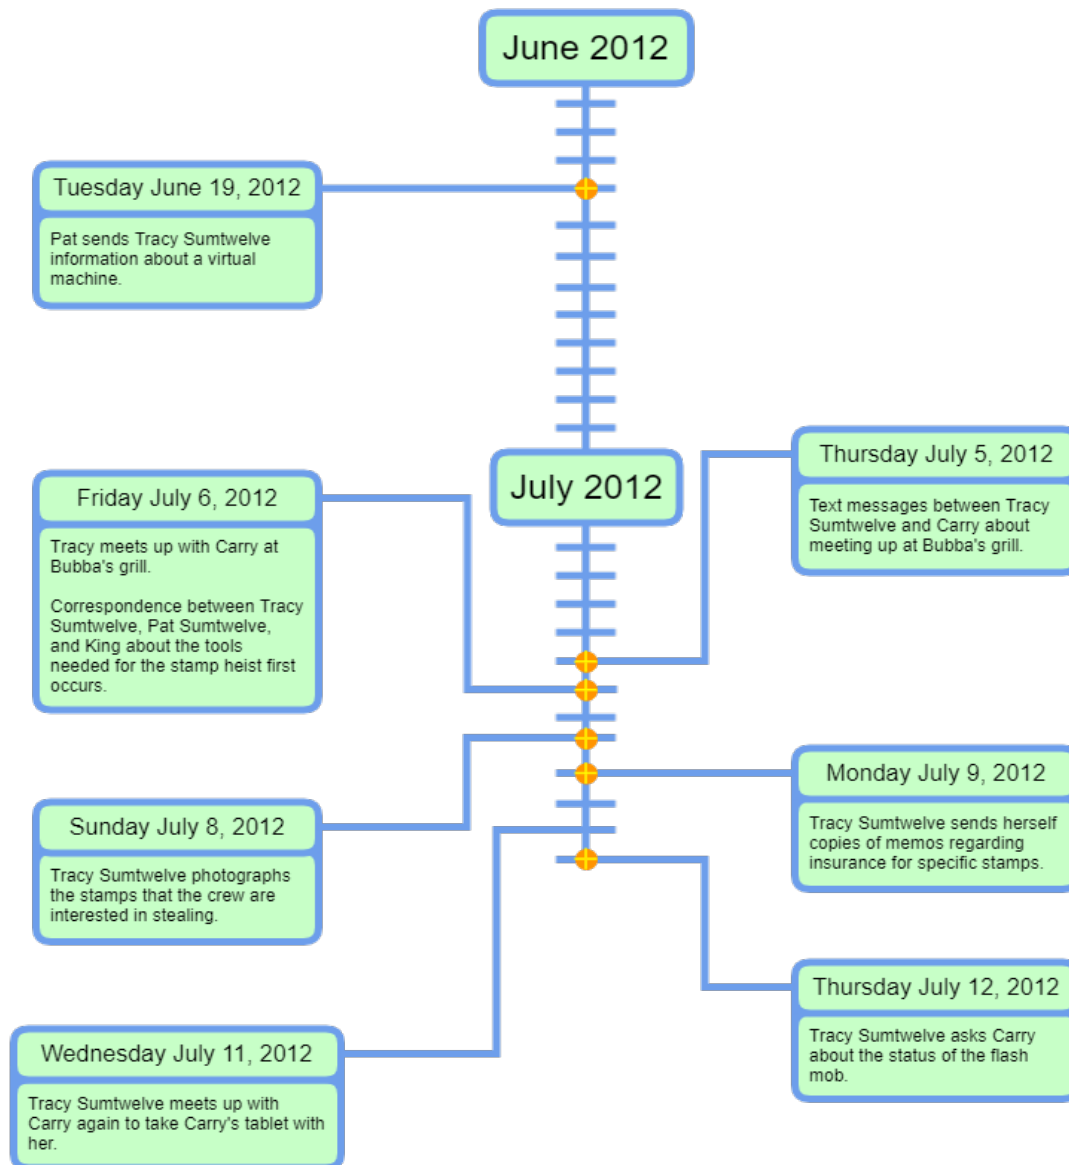 June 2012
Tuesday June 19, 2012
Pat sends Tracy Sumtwelve
information about a virtual
machine.
July 2012
Thursday July 5, 2012
Text messages between Tracy
Sumtwelve and Carry about
meeting up at Bubba's grill.
Friday July 6, 2012
Tracy meets up with Carry at
Bubba's grill.
Correspondence between Tracy
Sumtwelve, Pat Sumtwelve,
and King about the tools
needed for the stamp heist first
occurs.
Sunday July 8, 2012
Tracy Sumtwelve photographs
the stamps that the crew are
interested in stealing.
Monday July 9, 2012
Tracy Sumtwelve sends herself
copies of memos regarding
insurance for specific stamps.
Wednesday July 11, 2012
Tracy Sumtwelve meets up with
Carry again to take Carry's tablet with
her.
Thursday July 12, 2012
Tracy Sumtwelve asks Carry
about the status of the flash
mob.